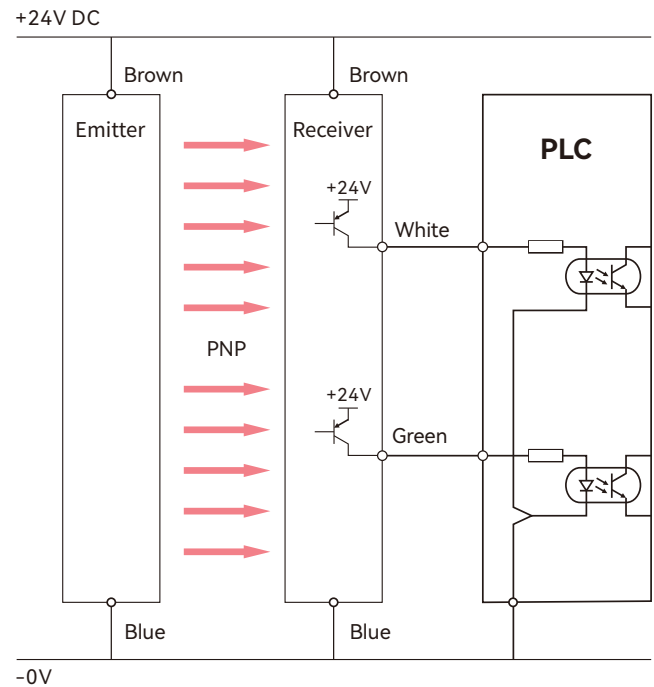 +24V DC
Brown
Brown
Emitter
Receiver
PLC
+24V
White
PNP
+24V
Green
Blue
Blue
-0V